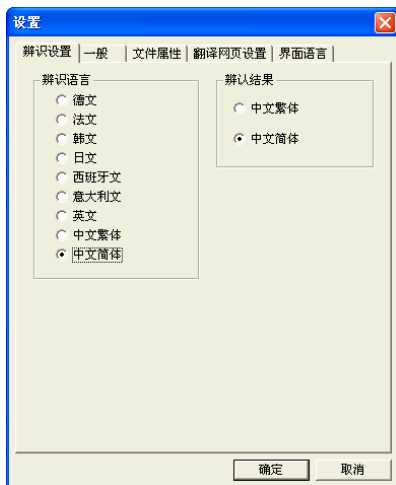 设置
辨识设置 一般 文件属性 翻译网页设置 界面语言
辨识语言
德文
法文
韩文
日文
西班牙文
意大利文
英文
中文繁体
中文简体
辨认结果
中文繁体
中文简体
确定 取消